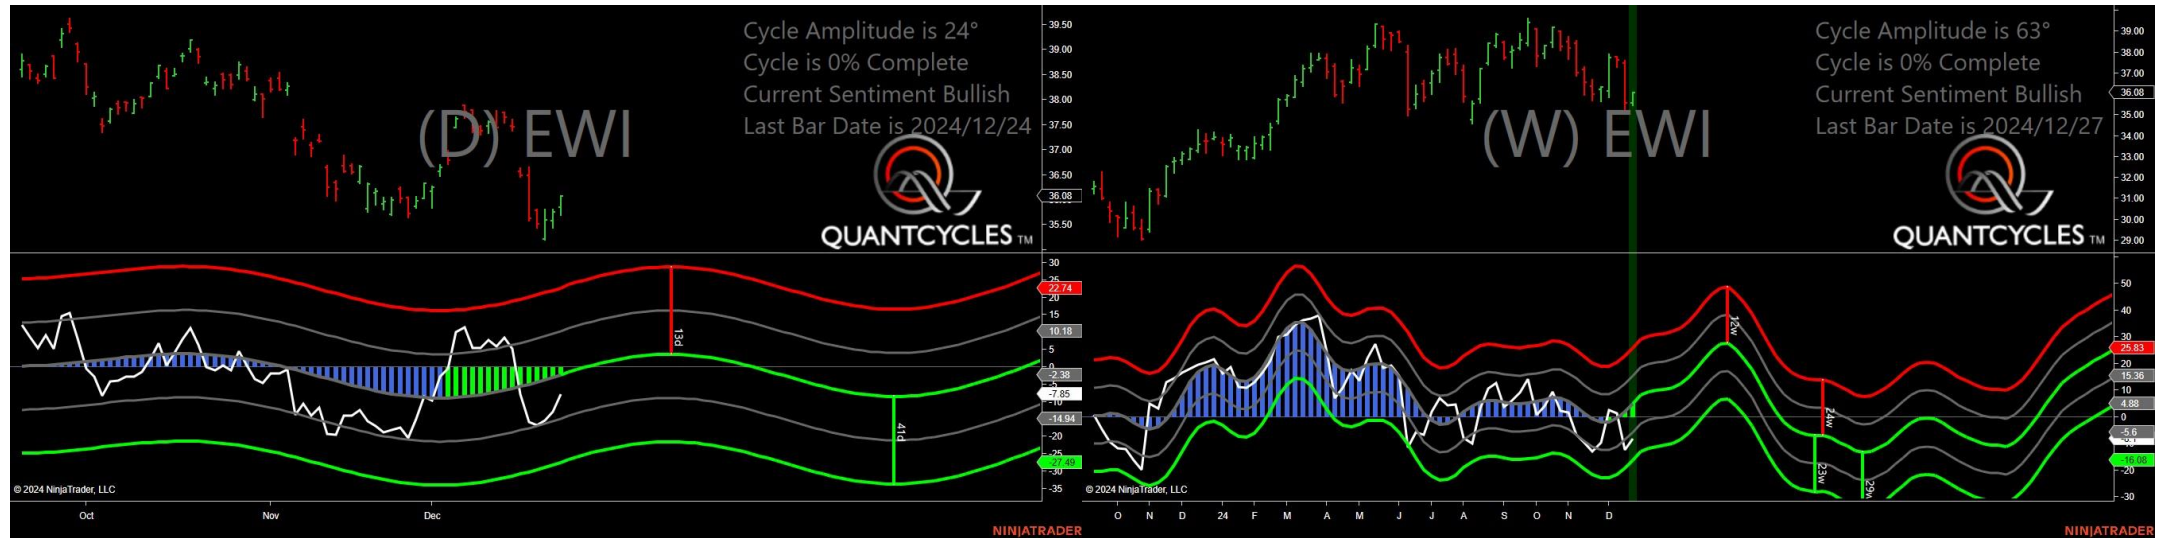 Cycle Amplitude is 24°
Cycle is 0% Complete
Current Sentiment Bullish
Last Bar Date is 2024/12/24
(D) EWI
QUANTCYCLES TM
39.50
39.00
38.50
38.00
37.50
37.00
36.50
36.08
35.50
30
25
22.74
20
15
10.18
5
0
-2.38
-5
-7.85
-10
-14.94
-20
-25
-27.49
-30
-35
13d
41d
© 2024 NinjaTrader, LLC
Oct Nov Dec
NINJATRADER
Cycle Amplitude is 63°
Cycle is 0% Complete
Current Sentiment Bullish
Last Bar Date is 2024/12/27
(W) EWI
QUANTCYCLES TM
39.00
38.00
37.00
36.08
35.00
34.00
33.00
32.00
31.00
30.00
29.00
50
40
30
25.83
20
15.36
10
4.88
0
-5.6
-16.08
-20
-30
12w
24w
23w
29w
© 2024 NinjaTrader, LLC
O N D 24 F M A M J J A S O N D
NINJATRADER